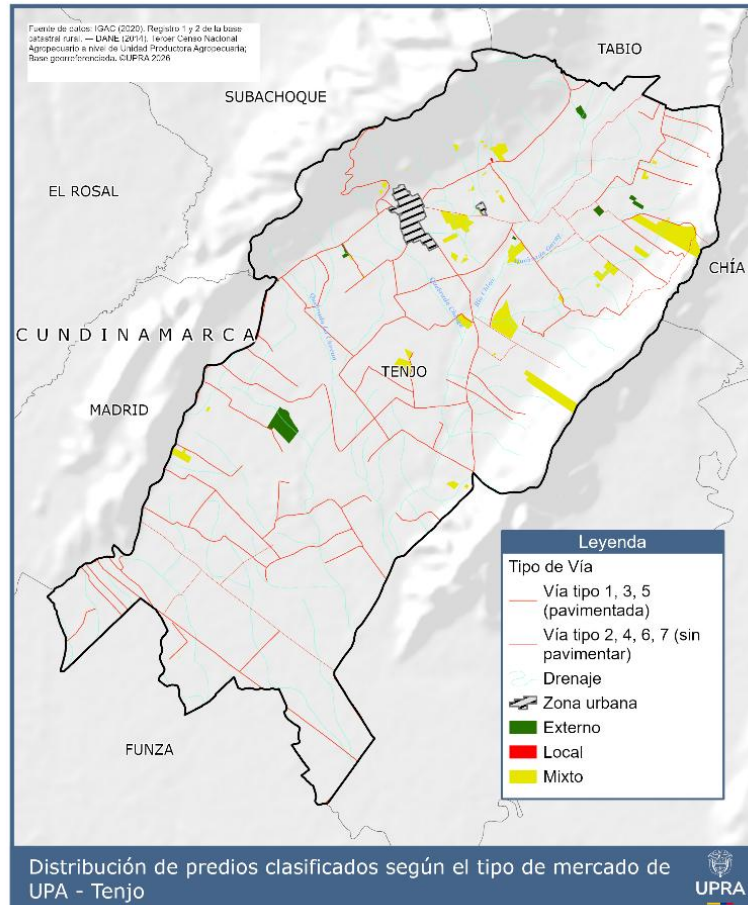 Fuente de datos: IGAC (2020). Registro 1 y 2 de la base
catastral rural. — DANE (2014). Tercer Censo Nacional
Agropecuario a nivel de Unidad Productora Agropecuaria;
Base georreferenciada. ©UPRA 2026
TABIO
SUBACHOQUE
EL ROSAL
CHÍA
CUNDINAMARCA
TENJO
MADRID
FUNZA
Río Chicú
Leyenda
Tipo de Vía
Vía tipo 1, 3, 5
(pavimentada)
Vía tipo 2, 4, 6, 7 (sin
pavimentar)
Drenaje
Zona urbana
Externo
Local
Mixto
Distribución de predios clasificados según el tipo de mercado de
UPA - Tenjo
UPRA